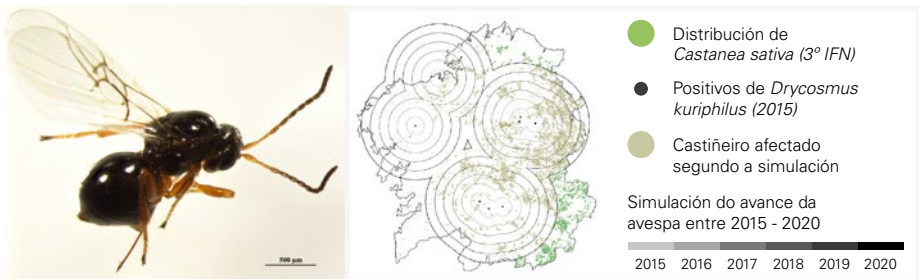 500 µm
Distribución de
Castanea sativa (3º IFN)
Positivos de Drycosmus
kuriphilus (2015)
Castiñeiro afectado
segundo a simulación
Simulación do avance da
avespa entre 2015 - 2020
2015 2016 2017 2018 2019 2020